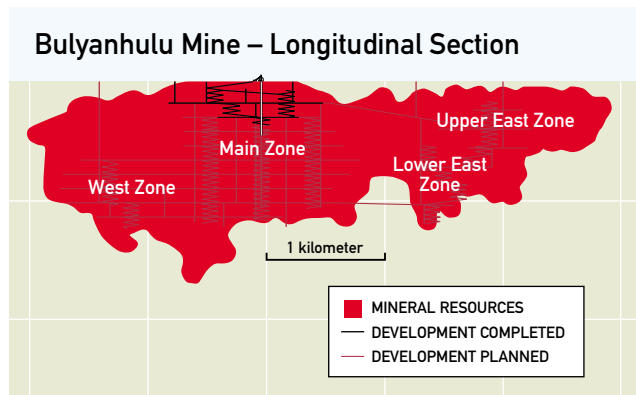 Bulyanhulu Mine – Longitudinal Section
Upper East Zone
Main Zone
Lower East
Zone
West Zone
1 kilometer
MINERAL RESOURCES
DEVELOPMENT COMPLETED
DEVELOPMENT PLANNED